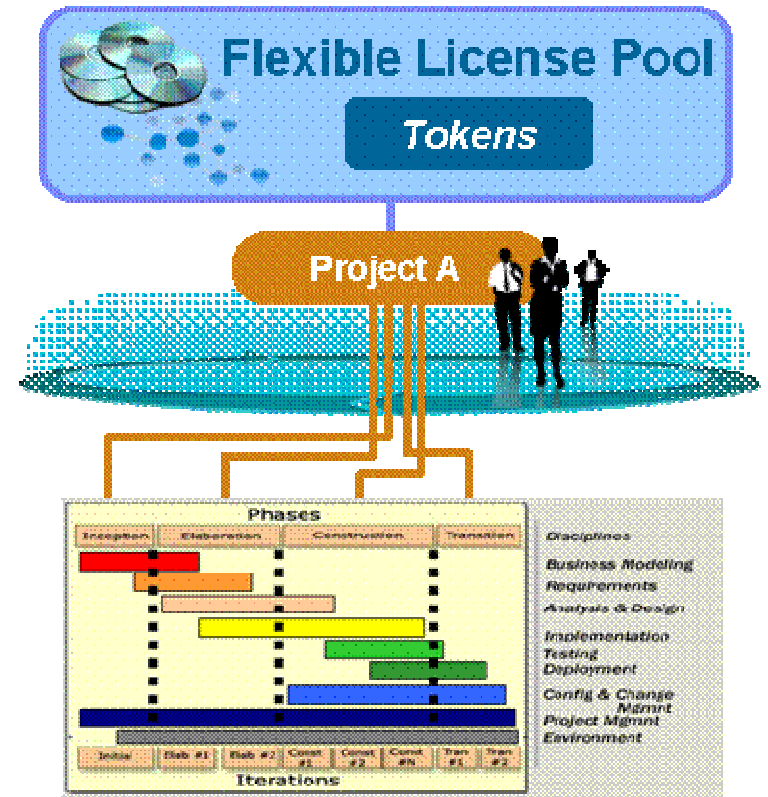 Flexible License Pool
Tokens
Project A
Phases
Inception Elaboration Construction Transition
Disciplines
Business Modeling
Requirements
Analysis & Design
Implementation
Testing
Deployment
Config & Change
Mgmnt
Project Mgmnt
Environment
Initial Elab #1 Elab #2 Const #1 Const #2 Const #N Tran #1 Tran #2
Iterations